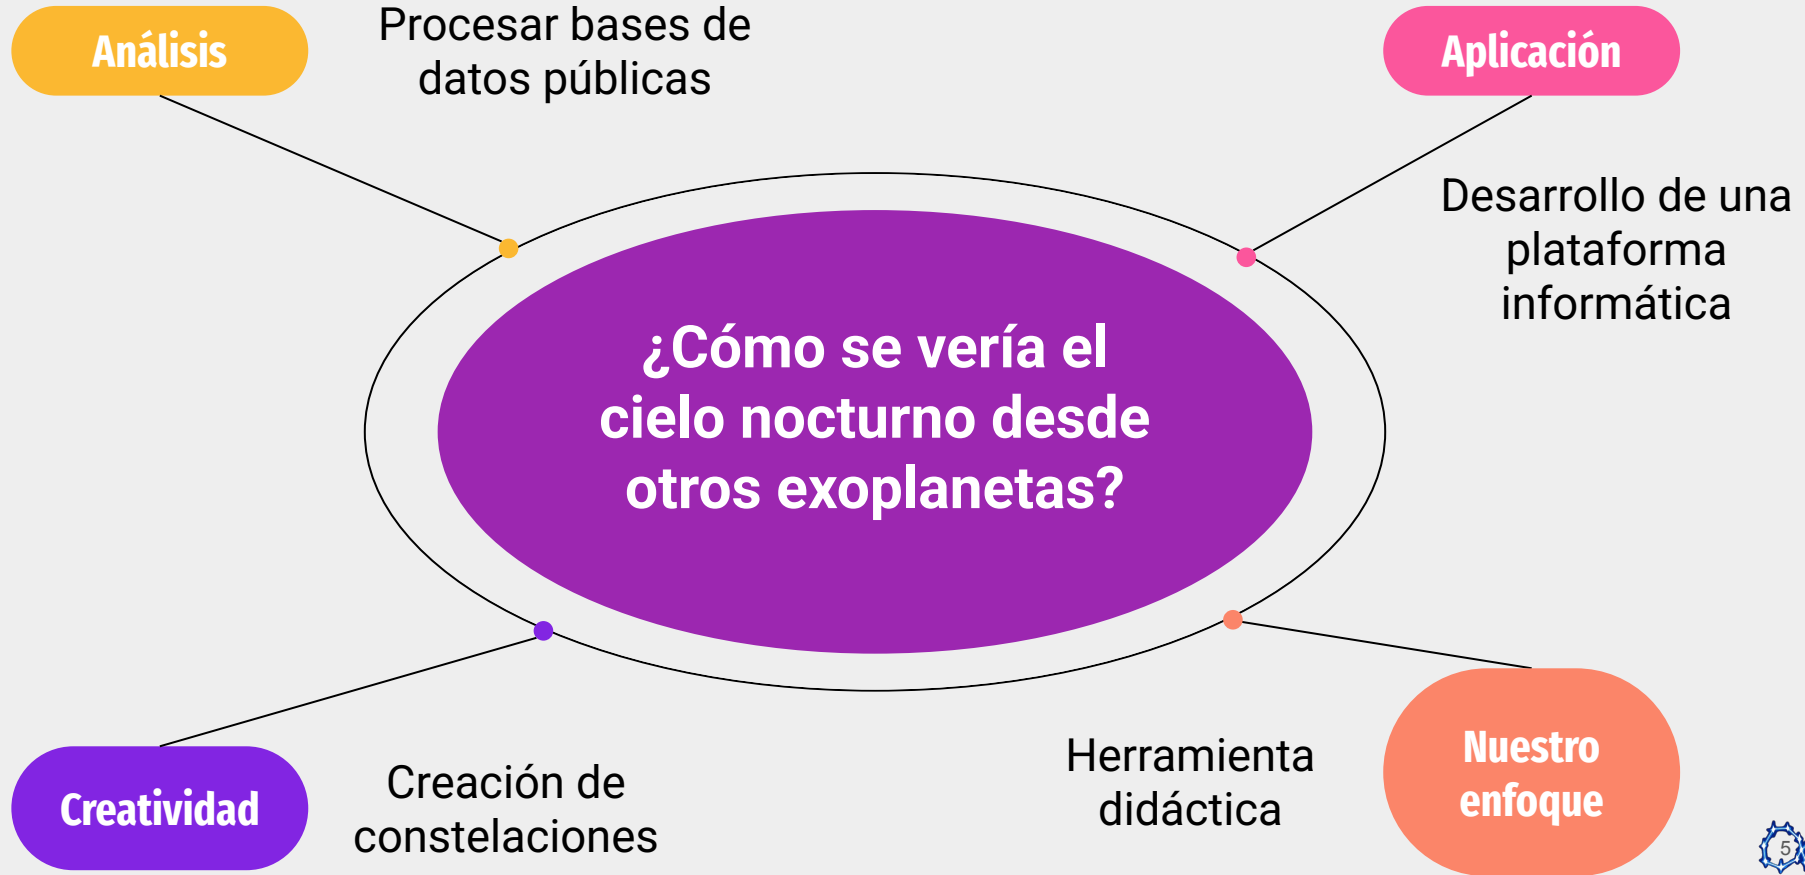 Análisis
Procesar bases de
datos públicas
Aplicación
Desarrollo de una
plataforma
informática
¿Cómo se vería el
cielo nocturno desde
otros exoplanetas?
Creatividad
Creación de
constelaciones
Herramienta
didáctica
Nuestro
enfoque
5